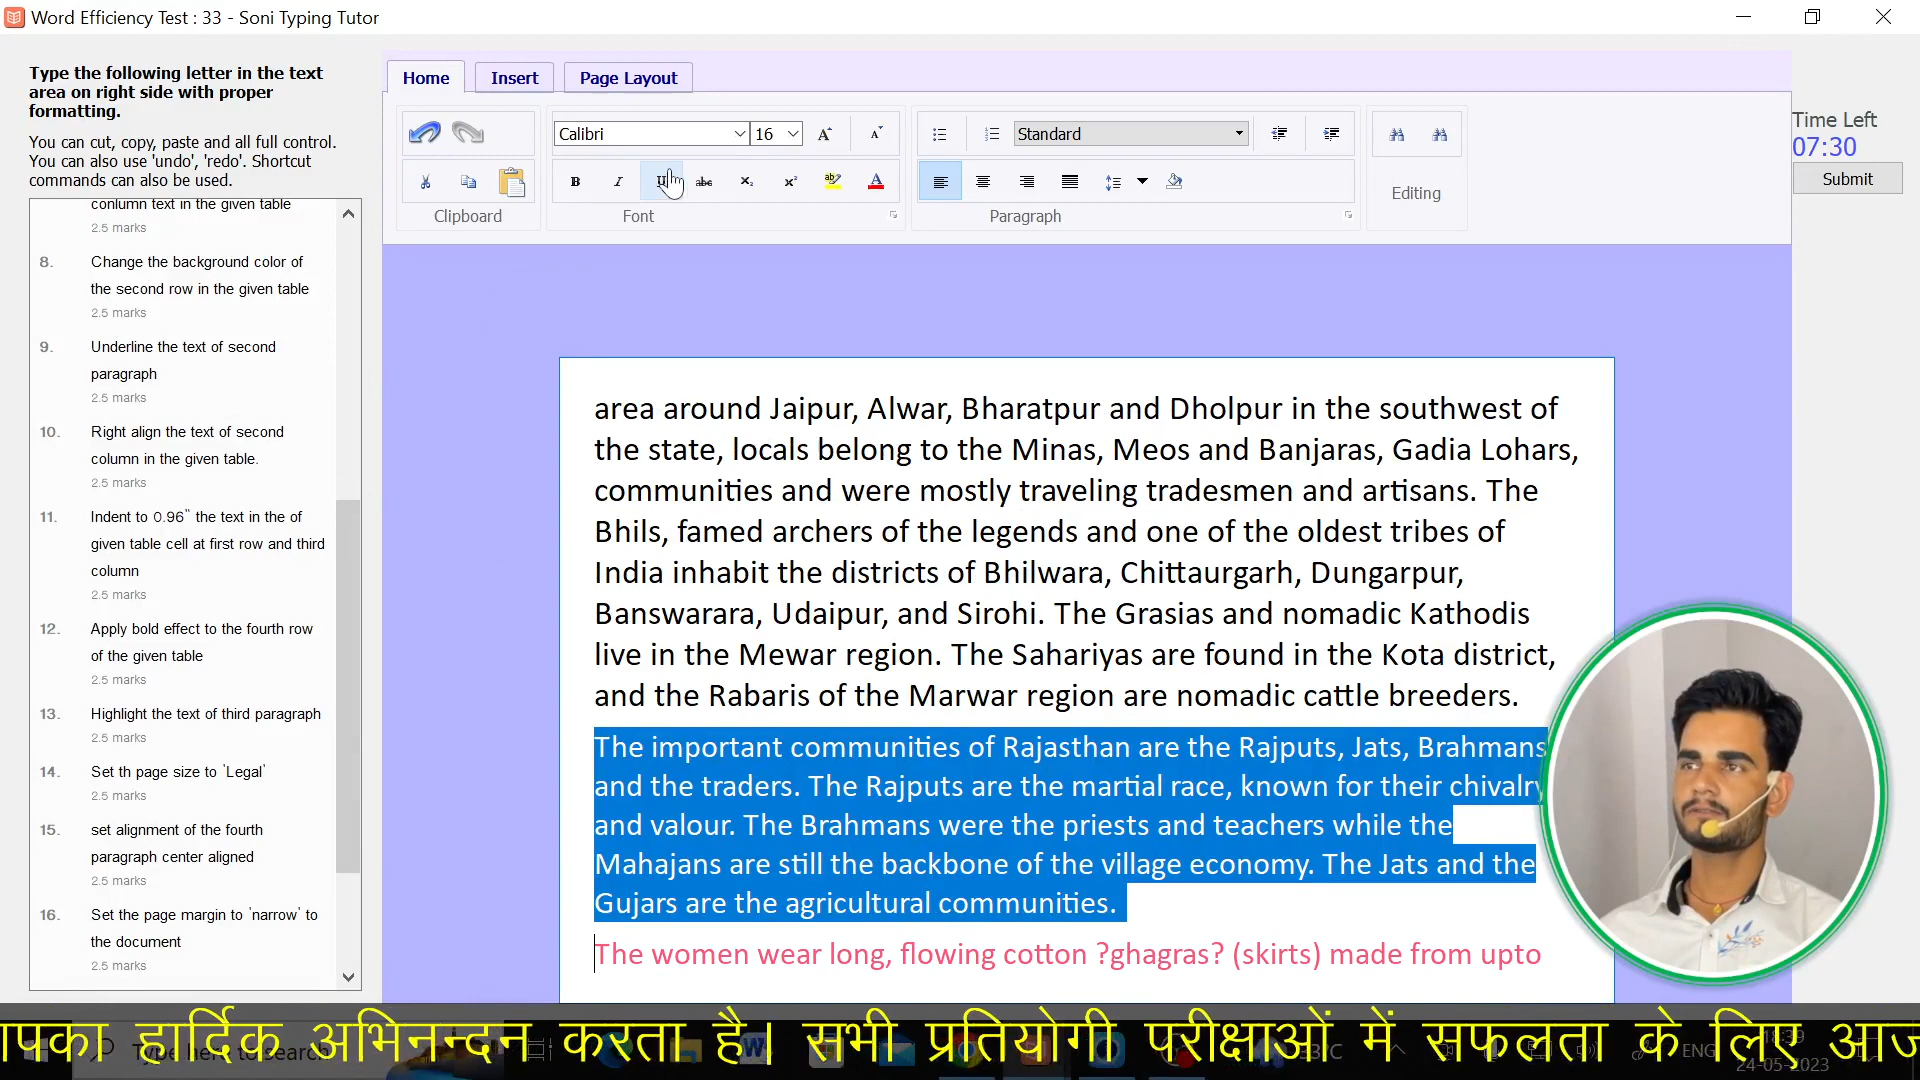 Word Efficiency Test : 33 - Soni Typing Tutor
Type the following letter in the text
area on right side with proper
formatting.
You can cut, copy, paste and all full control.
You can also use 'undo', 'redo'. Shortcut
commands can also be used.
conlumn text in the given table
2.5 marks
8. Change the background color of
the second row in the given table
2.5 marks
9. Underline the text of second
paragraph
2.5 marks
10. Right align the text of second
column in the given table.
2.5 marks
11. Indent to 0.96" the text in the of
given table cell at first row and third
column
2.5 marks
12. Apply bold effect to the fourth row
of the given table
2.5 marks
13. Highlight the text of third paragraph
2.5 marks
14. Set th page size to 'Legal'
2.5 marks
15. set alignment of the fourth
paragraph center aligned
2.5 marks
16. Set the page margin to 'narrow' to
the document
2.5 marks
Home Insert Page Layout
Calibri 16 Standard
Clipboard Font Paragraph Editing
Time Left
07:30
Submit
area around Jaipur, Alwar, Bharatpur and Dholpur in the southwest of
the state, locals belong to the Minas, Meos and Banjaras, Gadia Lohars,
communities and were mostly traveling tradesmen and artisans. The
Bhils, famed archers of the legends and one of the oldest tribes of
India inhabit the districts of Bhilwara, Chittaurgarh, Dungarpur,
Banswarara, Udaipur, and Sirohi. The Grasias and nomadic Kathodis
live in the Mewar region. The Sahariyas are found in the Kota district,
and the Rabaris of the Marwar region are nomadic cattle breeders.
The important communities of Rajasthan are the Rajputs, Jats, Brahmans
and the traders. The Rajputs are the martial race, known for their chivalry
and valour. The Brahmans were the priests and teachers while the
Mahajans are still the backbone of the village economy. The Jats and the
Gujars are the agricultural communities.
The women wear long, flowing cotton ?ghagras? (skirts) made from upto
पका हार्दिक अभिनन्दन करता है। सभी प्रतियोगी परीक्षाओं में सफलता के लिए आज
Type here to search
ENG
18:39
24-05-2023